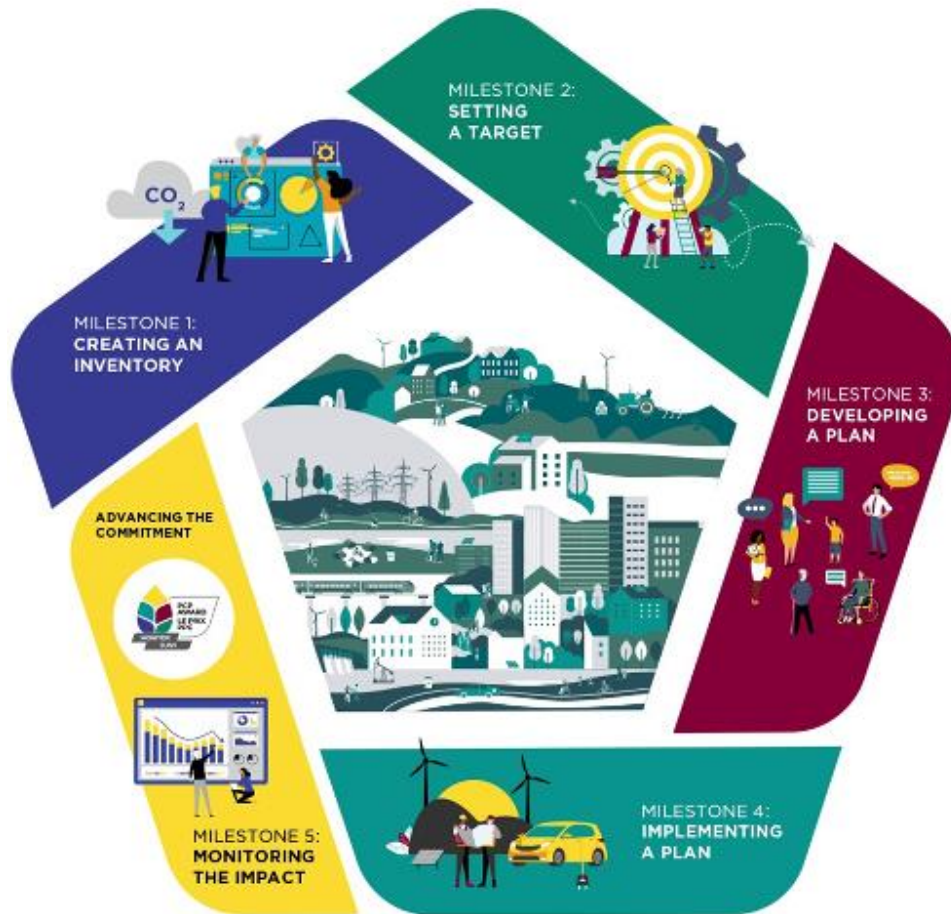 MILESTONE 1:
CREATING AN
INVENTORY
CO₂
MILESTONE 2:
SETTING
A TARGET
MILESTONE 3:
DEVELOPING
A PLAN
MILESTONE 4:
IMPLEMENTING
A PLAN
MILESTONE 5:
MONITORING
THE IMPACT
ADVANCING THE
COMMITMENT
PCP
AWARD
LE PRIX
PPC